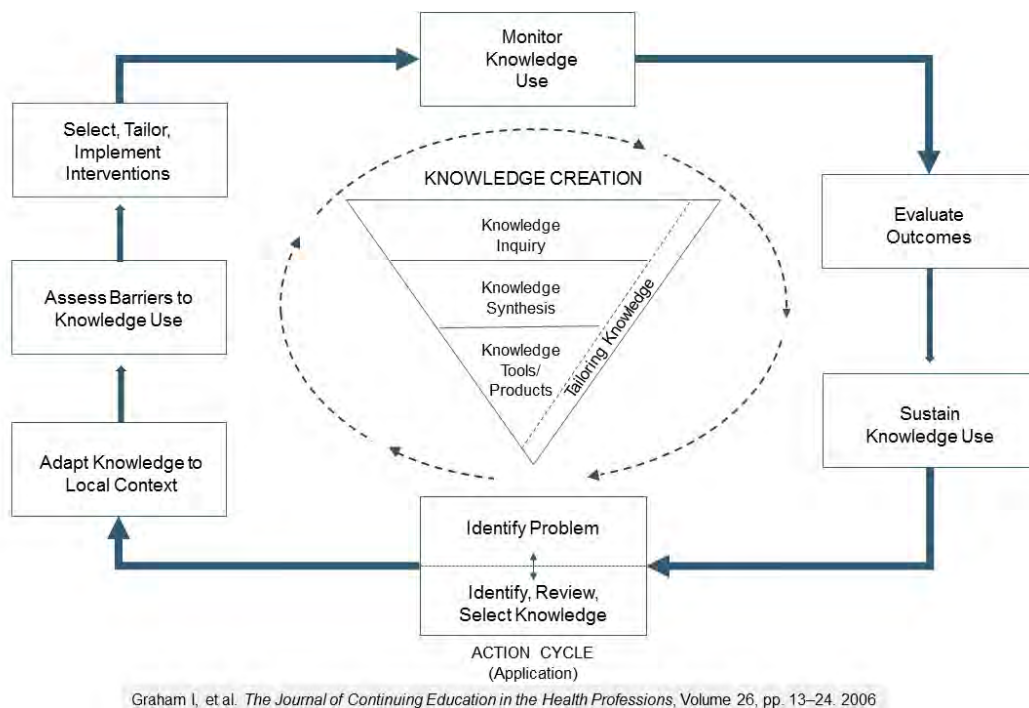 Monitor
Knowledge
Use
Select, Tailor,
Implement
Interventions
KNOWLEDGE CREATION
Knowledge
Inquiry
Evaluate
Outcomes
Assess Barriers to
Knowledge Use
Knowledge
Synthesis
Tailoring Knowledge
Knowledge
Tools/
Products
Adapt Knowledge to
Local Context
Sustain
Knowledge Use
Identify Problem
Identify, Review,
Select Knowledge
ACTION CYCLE
(Application)
Graham I, et al. The Journal of Continuing Education in the Health Professions, Volume 26, pp. 13–24. 2006